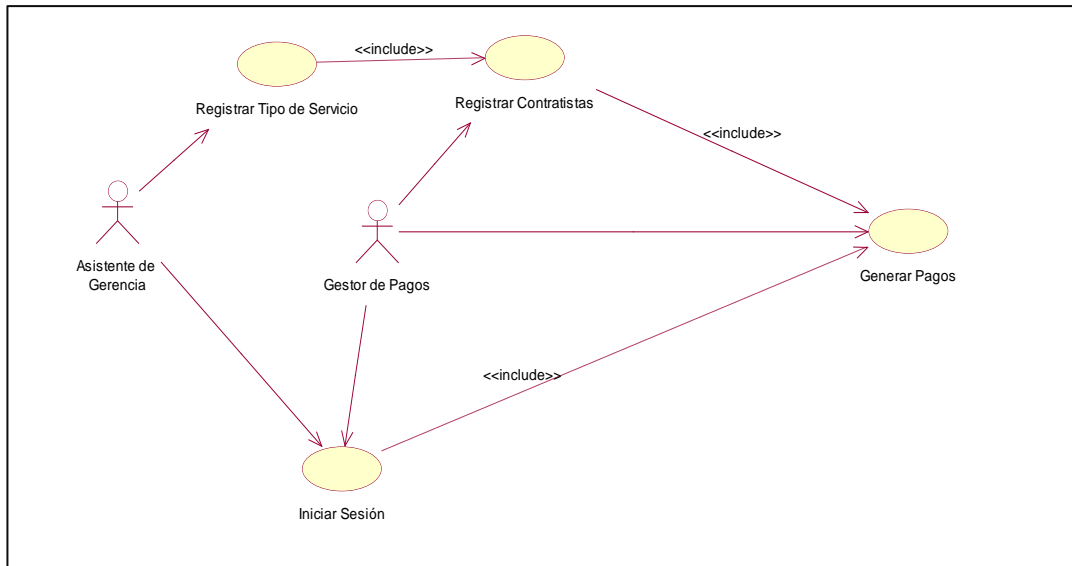 <<include>>
Registrar Tipo de Servicio
Registrar Contratistas
<<include>>
Asistente de
Gerencia
Gestor de Pagos
Generar Pagos
<<include>>
Iniciar Sesión